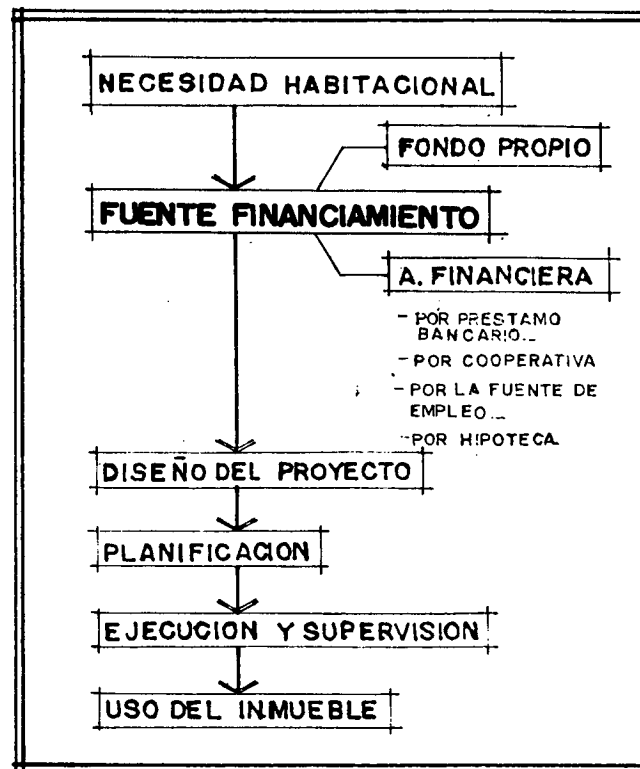 NECESIDAD HABITACIONAL
FONDO PROPIO
FUENTE FINANCIAMIENTO
A. FINANCIERA
- POR PRESTAMO
BANCARIO...
- POR COOPERATIVA
- POR LA FUENTE DE
EMPLEO...
- POR HIPOTECA
DISEÑO DEL PROYECTO
PLANIFICACION
EJECUCION Y SUPERVISION
USO DEL INMUEBLE